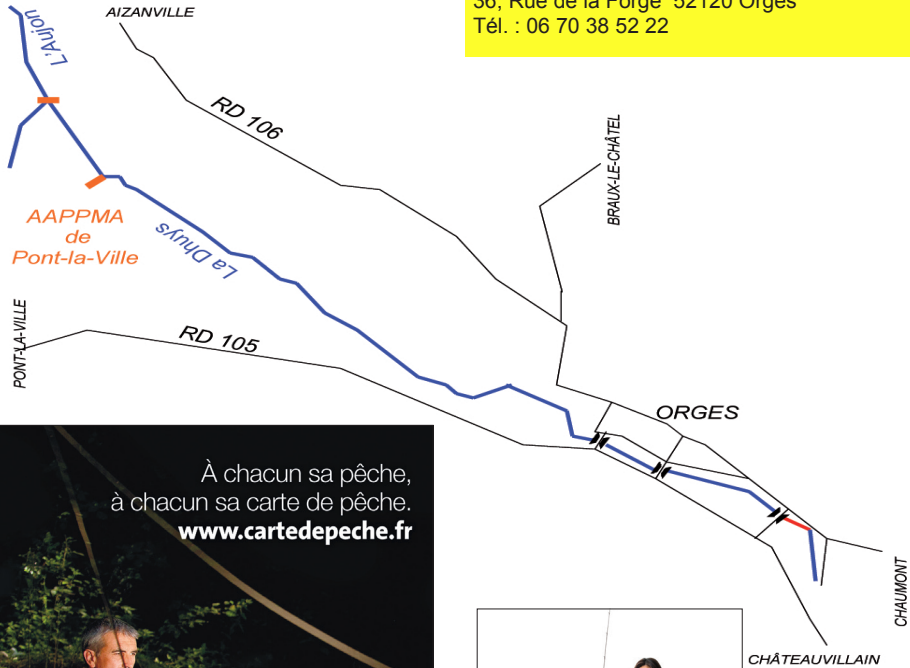 36, Rue de la Forge 52120 Orges
Tél. : 06 70 38 52 22
AIZANVILLE
L'Aujon
RD 106
BRAUX-LE-CHÂTEL
AAPPMA
de
Pont-la-Ville
La Dhuys
PONT-LA-VILLE
RD 105
ORGES
À chacun sa pêche,
à chacun sa carte de pêche.
www.cartedepeche.fr
CHAUMONT
CHÂTEAUVILLAIN